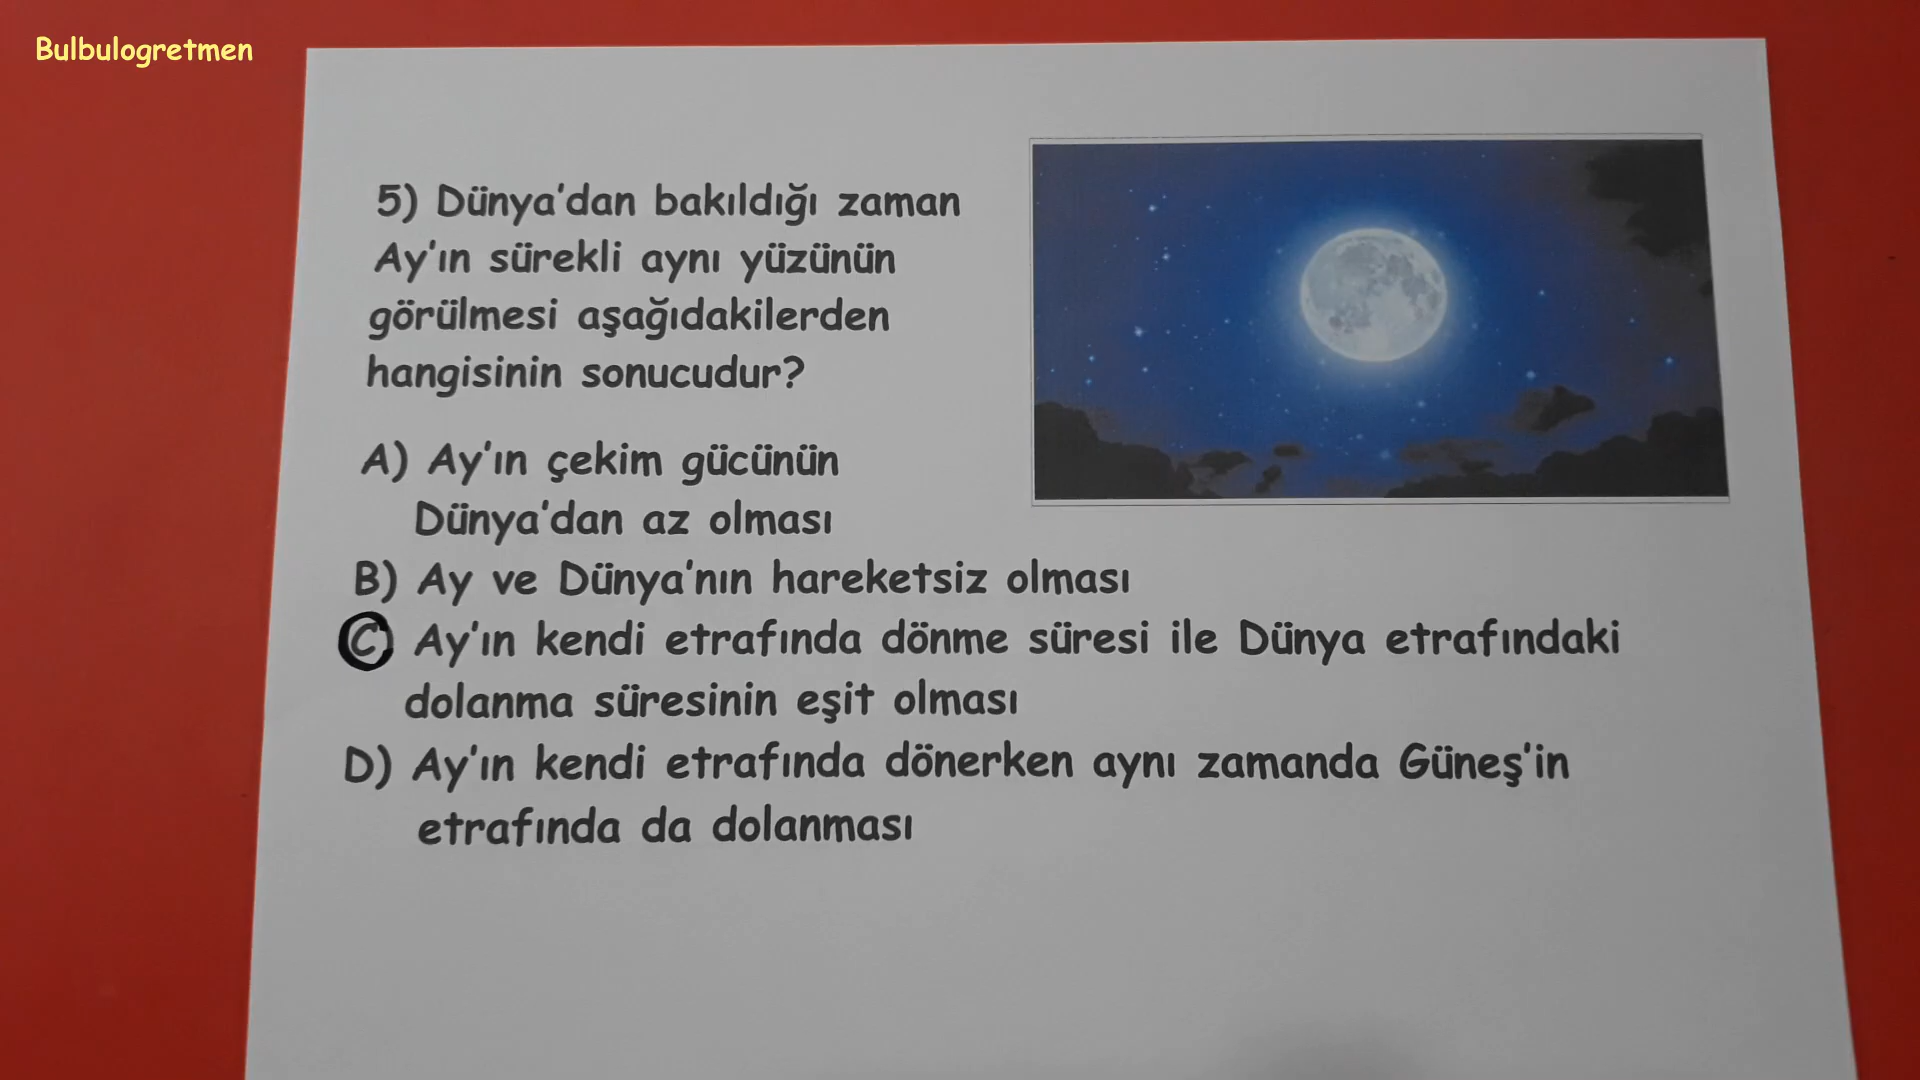 Bulbulogretmen
5) Dünya'dan bakıldığı zaman
Ay'ın sürekli aynı yüzünün
görülmesi aşağıdakilerden
hangisinin sonucudur?
A) Ay'ın çekim gücünün
Dünya'dan az olması
B) Ay ve Dünya'nın hareketsiz olması
C) Ay'ın kendi etrafında dönme süresi ile Dünya etrafındaki
dolanma süresinin eşit olması
D) Ay'ın kendi etrafında dönerken aynı zamanda Güneş'in
etrafında da dolanması